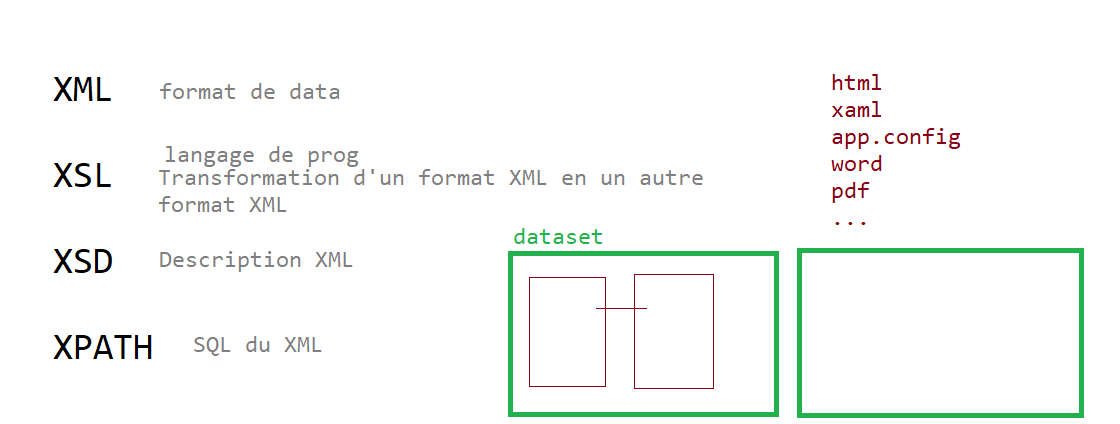 XML format de data
langage de prog
XSL Transformation d'un format XML en un autre
format XML
XSD Description XML
XPATH SQL du XML
dataset
html
xaml
app.config
word
pdf
...